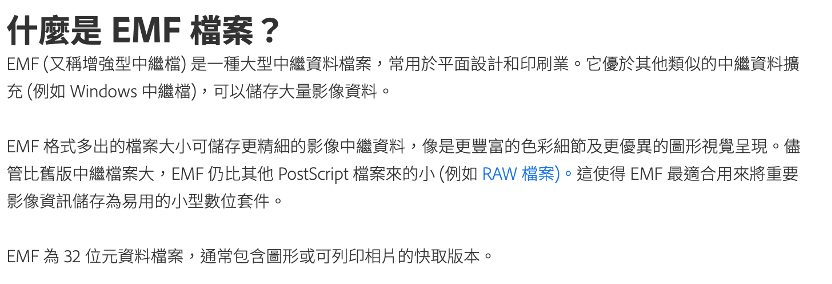 什麼是 EMF 檔案？
EMF (又稱增強型中繼檔) 是一種大型中繼資料檔案，常用於平面設計和印刷業。它優於其他類似的中繼資料擴
充 (例如 Windows 中繼檔)，可以儲存大量影像資料。
EMF 格式多出的檔案大小可儲存更精細的影像中繼資料，像是更豐富的色彩細節及更優異的圖形視覺呈現。儘
管比舊版中繼檔案大，EMF 仍比其他 PostScript 檔案來的小 (例如 RAW 檔案)。這使得 EMF 最適合用來將重要
影像資訊儲存為易用的小型數位套件。
EMF 為 32 位元資料檔案，通常包含圖形或可列印相片的快取版本。